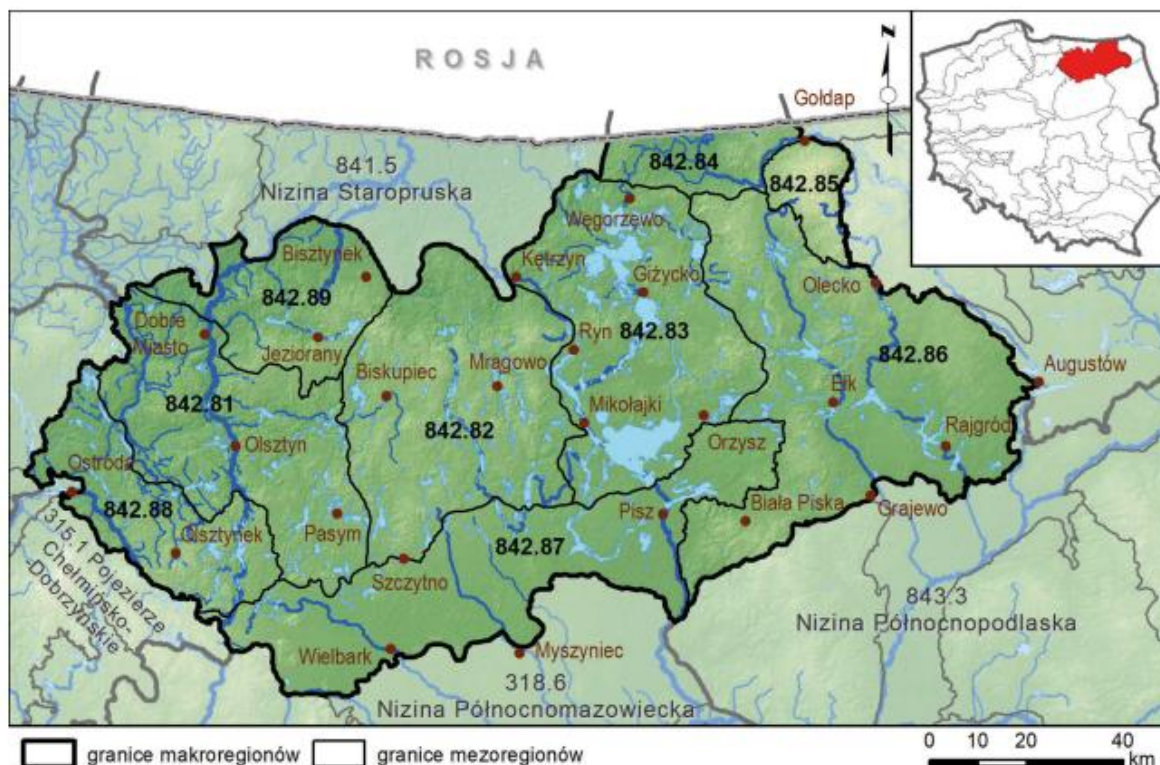 ROSJA
N
Gołdap
841.5
Nizina Staropruska
842.84
842.85
Węgorzewo
Bisztynek
Kętrzyn
Giżycko
Olecko
842.89
Dobre
Miasto
Jeziorany
Ryn
842.83
842.86
Biskupiec
Mrągowo
Augustów
842.81
Ełk
842.82
Mikołajki
Orzysz
Rajgród
Olsztyn
Ostróda
842.88
Olsztynek
Pasym
Pisz
Biała Piska
Grajewo
842.87
315.1 Pojezierze
Chełmińsko-
-Dobrzyńskie
Szczytno
843.3
Nizina Północnopodlaska
Wielbark
Myszyniec
318.6
Nizina Północnomazowiecka
granice makroregionów
granice mezoregionów
0 10 20 40
km